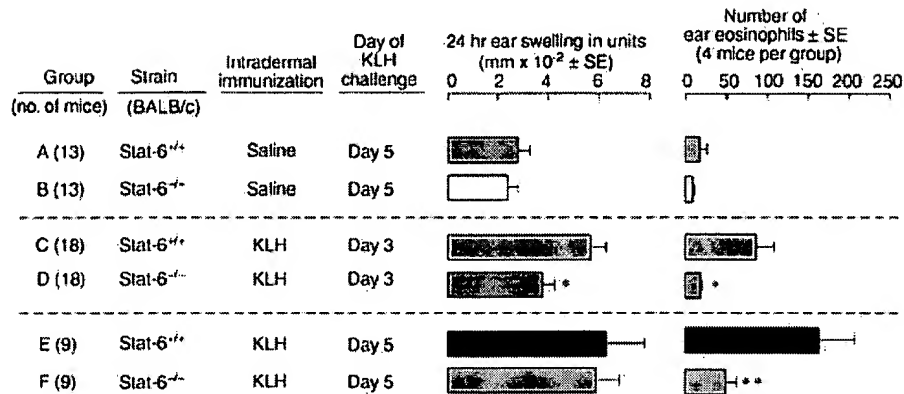 Group
(no. of mice)
Strain
(BALB/c)
Intradermal
immunization
Day of
KLH
challenge
24 hr ear swelling in units
(mm x 10⁻² ± SE)
0 2 4 6 8
Number of
ear eosinophils ± SE
(4 mice per group)
0 50 100 150 200 250
A (13) Stat-6⁺/⁺ Saline Day 5
B (13) Stat-6⁻/⁻ Saline Day 5
C (18) Stat-6⁺/⁺ KLH Day 3
D (18) Stat-6⁻/⁻ KLH Day 3 * *
E (9) Stat-6⁺/⁺ KLH Day 5
F (9) Stat-6⁻/⁻ KLH Day 5 **